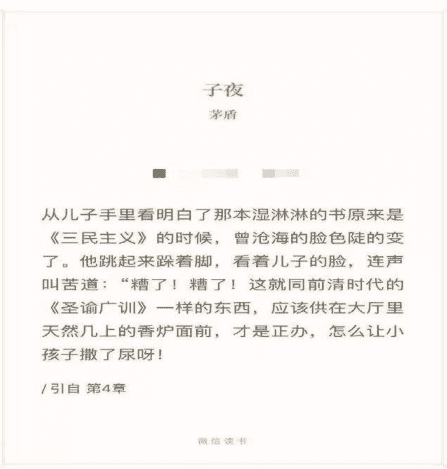 子夜
茅盾
从儿子手里看明白了那本湿淋淋的书原来是
《三民主义》的时候，曾沧海的脸色陡的变
了。他跳起来跺着脚，看着儿子的脸，连声
叫苦道：“糟了！糟了！这就同前清时代的
《圣谕广训》一样的东西，应该供在大厅里
天然几上的香炉面前，才是正办，怎么让小
孩子撒了尿呀！
/引自 第4章
微信读书